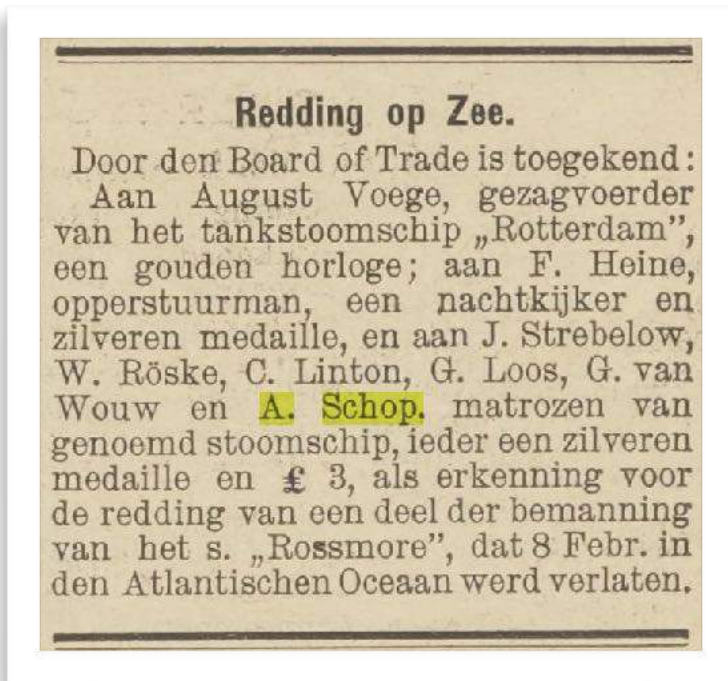 Redding op Zee.
Door den Board of Trade is toegekend:
Aan August Voege, gezagvoerder
van het tankstoomschip „Rotterdam”,
een gouden horloge; aan F. Heine,
opperstuurman, een nachtkijker en
zilveren medaille, en aan J. Strebelow,
W. Röske, C. Linton, G. Loos, G. van
Wouw en A. Schop. matrozen van
genoemd stoomschip, ieder een zilveren
medaille en £ 3, als erkenning voor
de redding van een deel der bemanning
van het s. „Rossmore”, dat 8 Febr. in
den Atlantischen Oceaan werd verlaten.